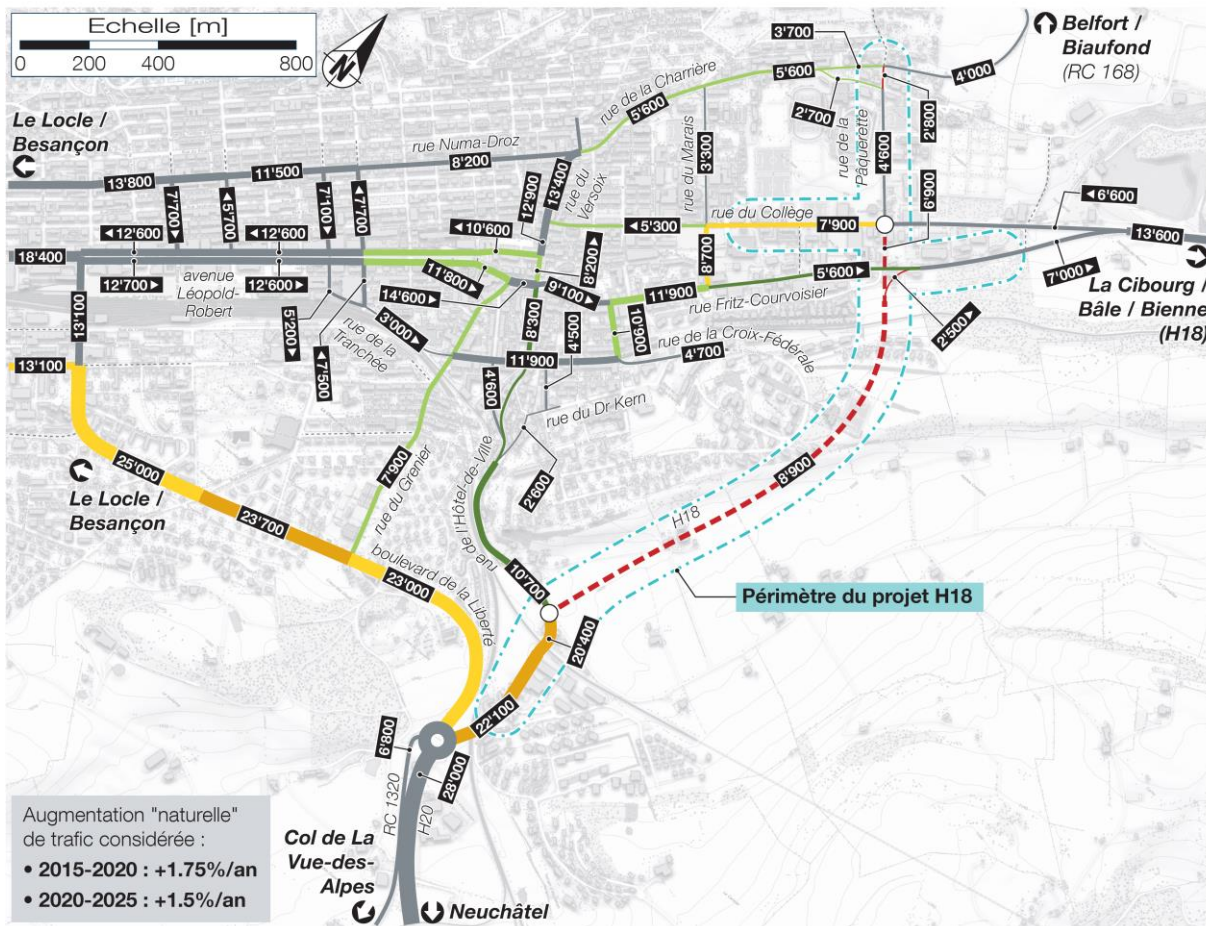 Echelle [m]
0 200 400 800
N
Belfort /
Biaufond
(RC 168)
Le Locle /
Besançon
rue Numa-Droz
13'800
11'500
8'200
rue de la Charrière
5'600
5'600
3'700
4'000
2'700
2'800
rue de la
Pâquerette
4'600
6'900
rue du Marais
3'300
7'700▶
◀5'700
7'100▶
◀7'700
12'900
13'400
rue du
Versoix
◀5'300
rue du Collège
7'900
◀6'600
13'600
18'400
◀12'600
◀12'600
◀10'600
8'200▶
8'700
12'700▶
avenue
Léopold-
Robert
12'600▶
11'800▶
14'600▶
9'100▶
11'900
rue Fritz-Courvoisier
5'600▶
7'000▶
2'500▶
La Cibourg /
Bâle / Bienne
(H18)
13'100
13'100
5'200▶
◀7'500
rue de la
Tranchée
3'000▶
8'300
4'500▶
10'900
11'900
rue de la Croix-Fédérale
4'700
4'600
rue du Dr Kern
2'600
rue de l'Hôtel-de-Ville
rue du Grenier
7'900
25'000
Le Locle /
Besançon
23'700
boulevard de la Liberté
23'000
10'700
8'900
H18
Périmètre du projet H18
20'400
22'100
6'800
28'000
RC 1320
H20
Augmentation "naturelle"
de trafic considérée :
• 2015-2020 : +1.75%/an
• 2020-2025 : +1.5%/an
Col de La
Vue-des-
Alpes
Neuchâtel